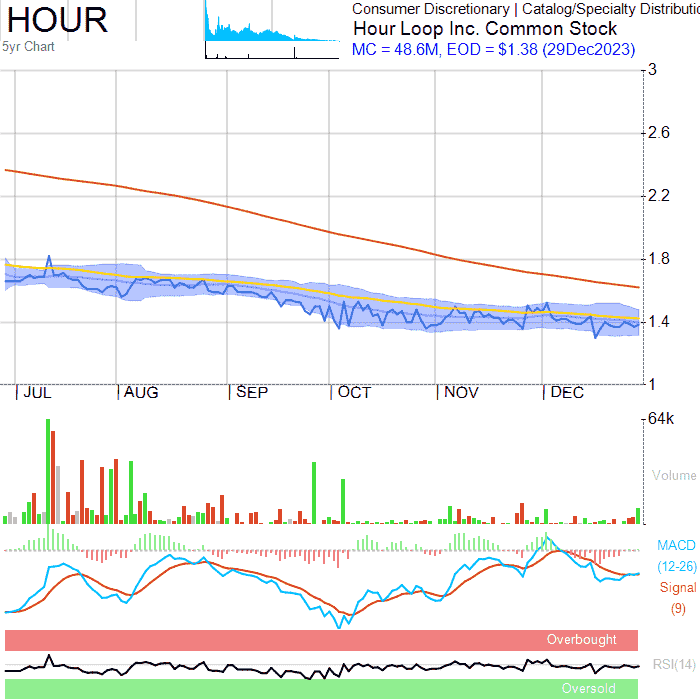 HOUR
5yr Chart
Consumer Discretionary | Catalog/Specialty Distributio
Hour Loop Inc. Common Stock
MC = 48.6M, EOD = $1.38 (29Dec2023)
3
2.6
2.2
1.8
1.4
1
JUL AUG SEP OCT NOV DEC
64k
Volume
MACD
(12-26)
Signal
(9)
Overbought
RSI(14)
Oversold